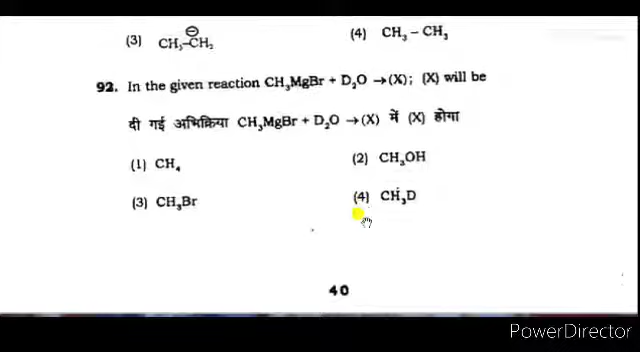 ⊖
(3) CH₃-CH₂ (4) CH₃ – CH₃
92. In the given reaction CH₃MgBr + D₂O →(X); (X) will be
दी गई अभिक्रिया CH₃MgBr + D₂O →(X) में (X) होगा
(1) CH₄ (2) CH₃OH
(3) CH₃Br (4) CH₃D
40
PowerDirector